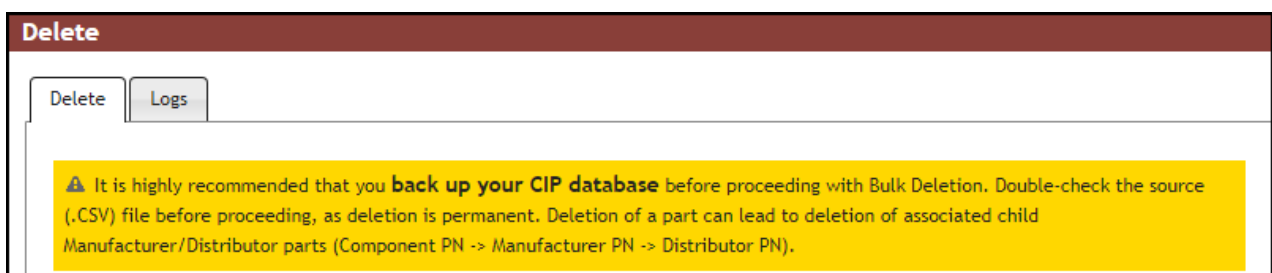 Delete
Delete
Logs
It is highly recommended that you back up your CIP database before proceeding with Bulk Deletion. Double-check the source
(.CSV) file before proceeding, as deletion is permanent. Deletion of a part can lead to deletion of associated child
Manufacturer/Distributor parts (Component PN -> Manufacturer PN -> Distributor PN).